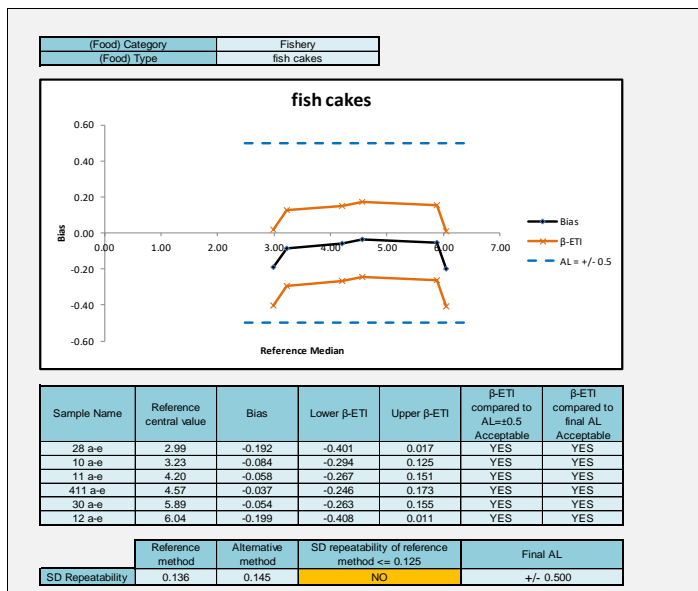 (Food) Category Fishery
(Food) Type fish cakes
fish cakes
0.60
0.40
0.20
0.00
-0.20
-0.40
-0.60
0.00 1.00 2.00 3.00 4.00 5.00 6.00 7.00
Bias
Reference Median
Bias
β-ETI
AL = +/- 0.5
Sample Name Reference central value Bias Lower β-ETI Upper β-ETI β-ETI compared to AL=±0.5 Acceptable β-ETI compared to final AL Acceptable
28 a-e 2.99 -0.192 -0.401 0.017 YES YES
10 a-e 3.23 -0.084 -0.294 0.125 YES YES
11 a-e 4.20 -0.058 -0.267 0.151 YES YES
411 a-e 4.57 -0.037 -0.246 0.173 YES YES
30 a-e 5.89 -0.054 -0.263 0.155 YES YES
12 a-e 6.04 -0.199 -0.408 0.011 YES YES
Reference method Alternative method SD repeatability of reference method <= 0.125 Final AL
SD Repeatability 0.136 0.145 NO +/- 0.500